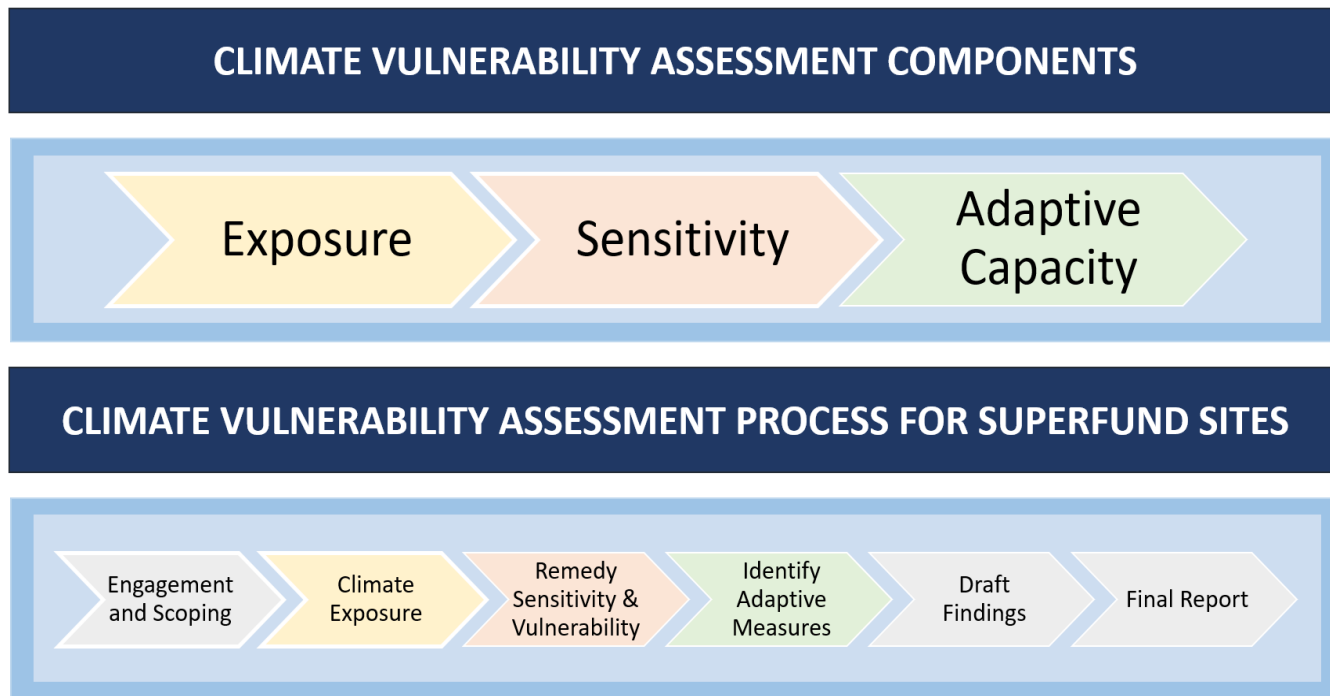 CLIMATE VULNERABILITY ASSESSMENT COMPONENTS
Exposure
Sensitivity
Adaptive
Capacity
CLIMATE VULNERABILITY ASSESSMENT PROCESS FOR SUPERFUND SITES
Engagement
and Scoping
Climate
Exposure
Remedy
Sensitivity &
Vulnerability
Identify
Adaptive
Measures
Draft
Findings
Final Report